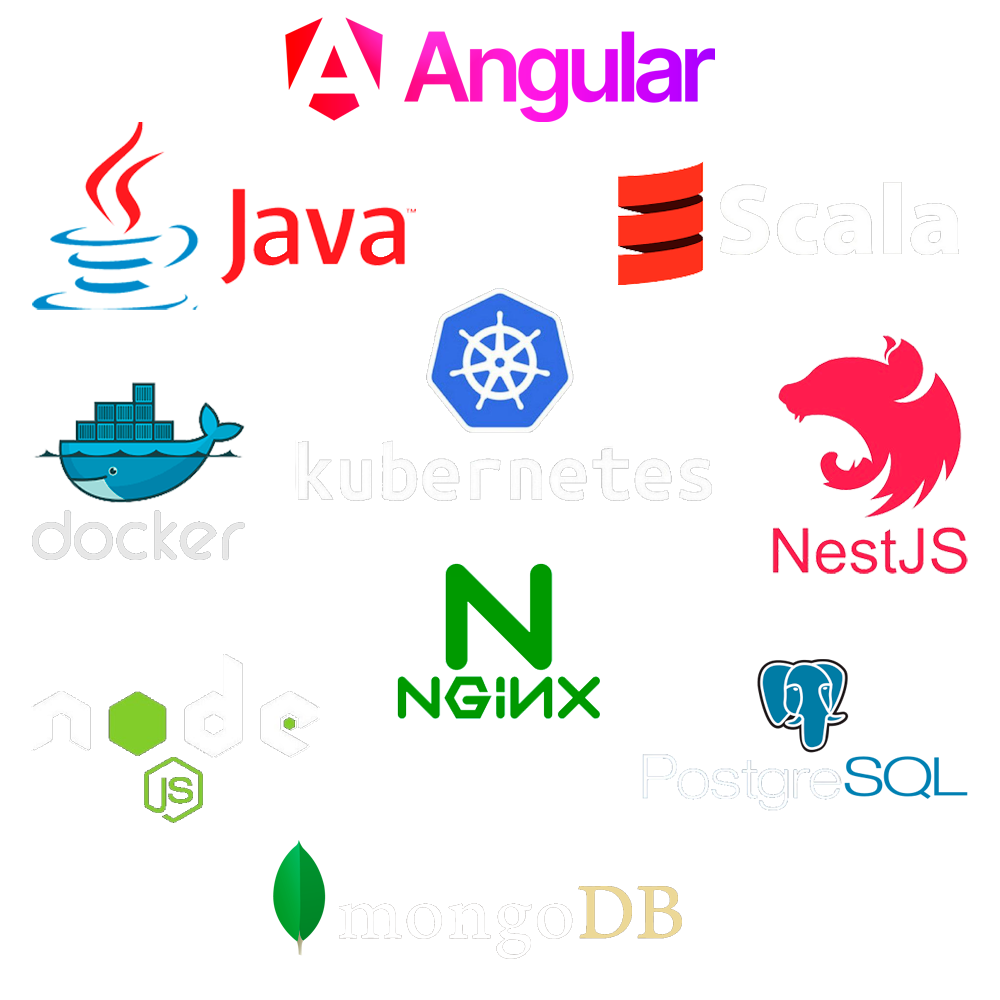 Angular
Java™
Scala
kubernetes
docker
NestJS
N
NGiNX
node
JS
PostgreSQL
mongoDB